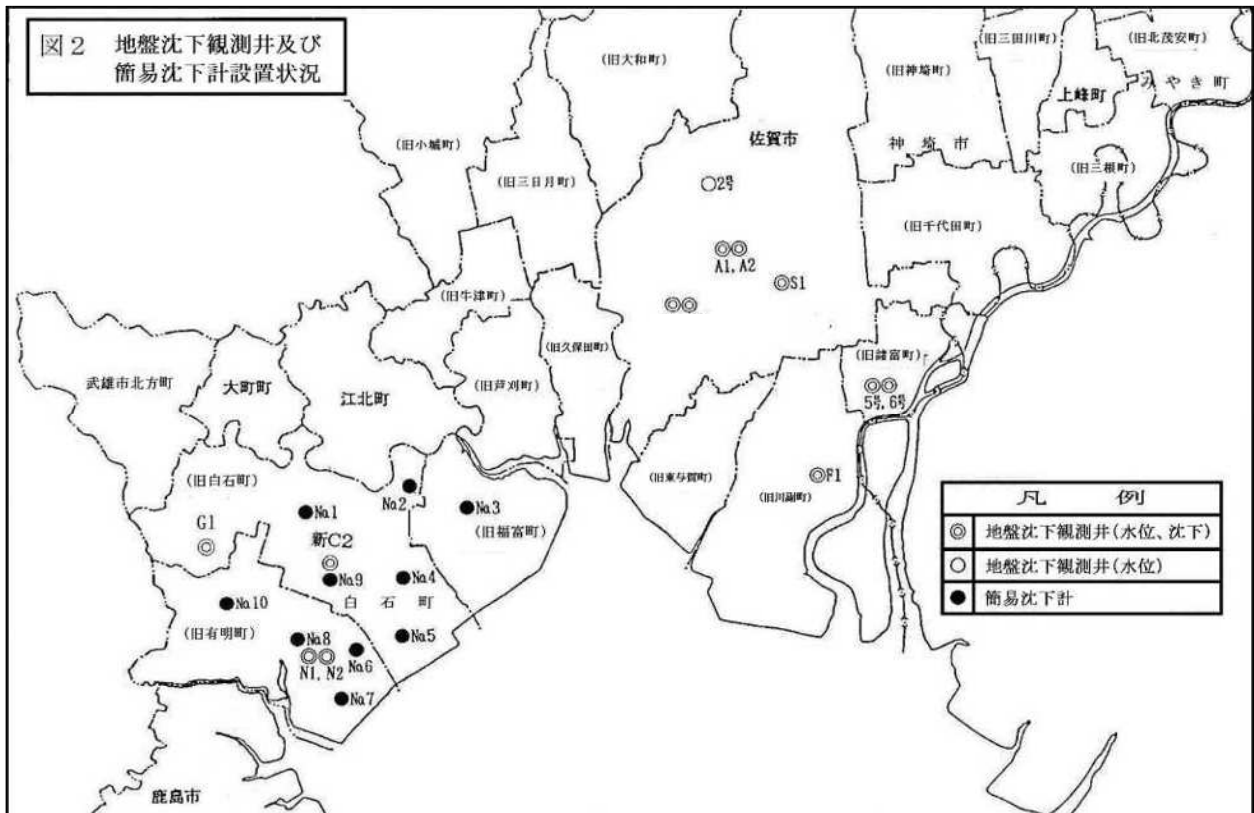 図2 地盤沈下観測井及び
簡易沈下計設置状況
(旧大和町)
(旧三田川町)
(旧北茂安町)
みやき町
(旧神埼町)
上峰町
(旧小城町)
佐賀市
神埼市
(旧三日月町)
(旧三根町)
2号
(旧千代田町)
A1, A2
S1
(旧牛津町)
(旧久保田町)
(旧諸富町)
武雄市北方町
大町町
江北町
(旧芦刈町)
5号, 6号
(旧白石町)
(旧東与賀町)
(旧川副町)
F1
No.2
No.3
No.1
(旧福富町)
G1
新C2
No.9
No.4
白石町
No.10
(旧有明町)
No.8
No.5
N1, N2
No.6
No.7
鹿島市
凡例
◎ 地盤沈下観測井(水位、沈下)
○ 地盤沈下観測井(水位)
● 簡易沈下計